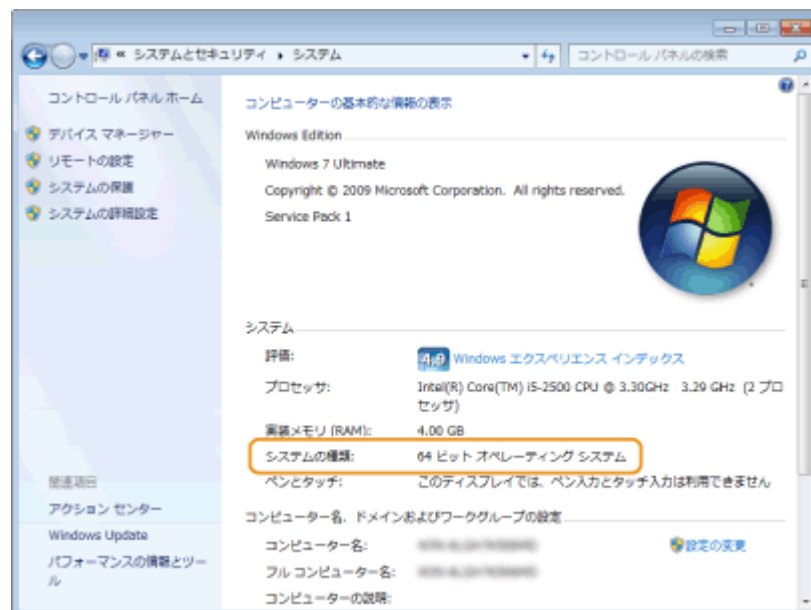 « システムとセキュリティ ▸ システム
コントロール パネルの検索
コントロール パネル ホーム
デバイス マネージャー
リモートの設定
システムの保護
システムの詳細設定
コンピューターの基本的な情報の表示
Windows Edition
Windows 7 Ultimate
Copyright © 2009 Microsoft Corporation. All rights reserved.
Service Pack 1
システム
評価:
4,9 Windows エクスペリエンス インデックス
プロセッサ:
Intel(R) Core(TM) i5-2500 CPU @ 3.30GHz 3.29 GHz (2 プロ
セッサ)
実装メモリ (RAM):
4.00 GB
システムの種類:
64 ビット オペレーティング システム
ペンとタッチ:
このディスプレイでは、ペン入力とタッチ入力は利用できません
コンピューター名、ドメインおよびワークグループの設定
コンピューター名:
設定の変更
フル コンピューター名:
コンピューターの説明:
関連項目
アクション センター
Windows Update
パフォーマンスの情報とツー
ル